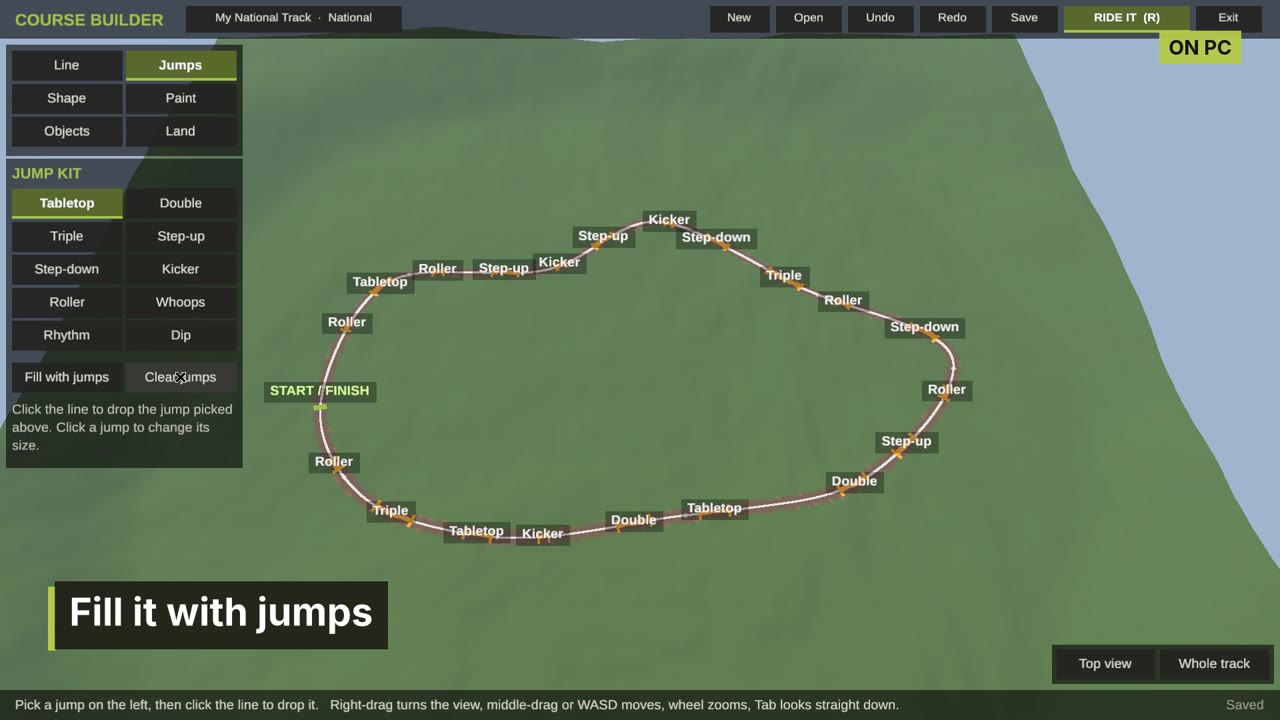 COURSE BUILDER
My National Track · National
New
Open
Undo
Redo
Save
RIDE IT (R)
Exit
ON PC
Line
Jumps
Shape
Paint
Objects
Land
JUMP KIT
Tabletop
Double
Triple
Step-up
Step-down
Kicker
Roller
Whoops
Rhythm
Dip
Fill with jumps
Clear jumps
Click the line to drop the jump picked
above. Click a jump to change its
size.
Kicker
Step-up
Step-down
Kicker
Roller
Step-up
Triple
Tabletop
Roller
Roller
Step-down
START / FINISH
Roller
Step-up
Roller
Double
Triple
Tabletop
Double
Tabletop
Kicker
Fill it with jumps
Top view
Whole track
Pick a jump on the left, then click the line to drop it. Right-drag turns the view, middle-drag or WASD moves, wheel zooms, Tab looks straight down.
Saved